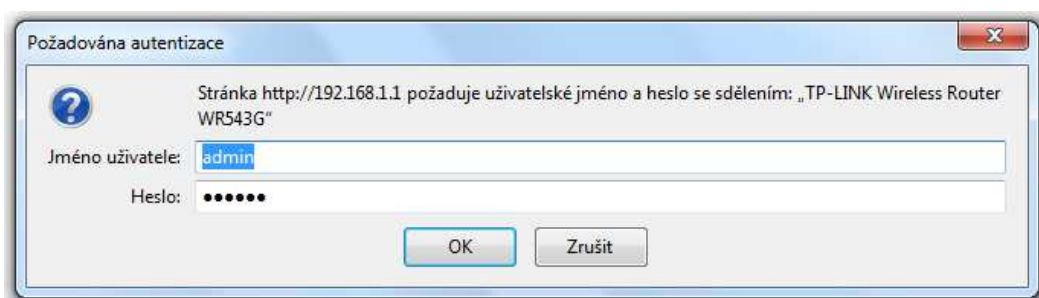 Požadována autentizace
Stránka http://192.168.1.1 požaduje uživatelské jméno a heslo se sdělením: „TP-LINK Wireless Router
WR543G“
Jméno uživatele: admin
Heslo: ●●●●●●
OK Zrušit